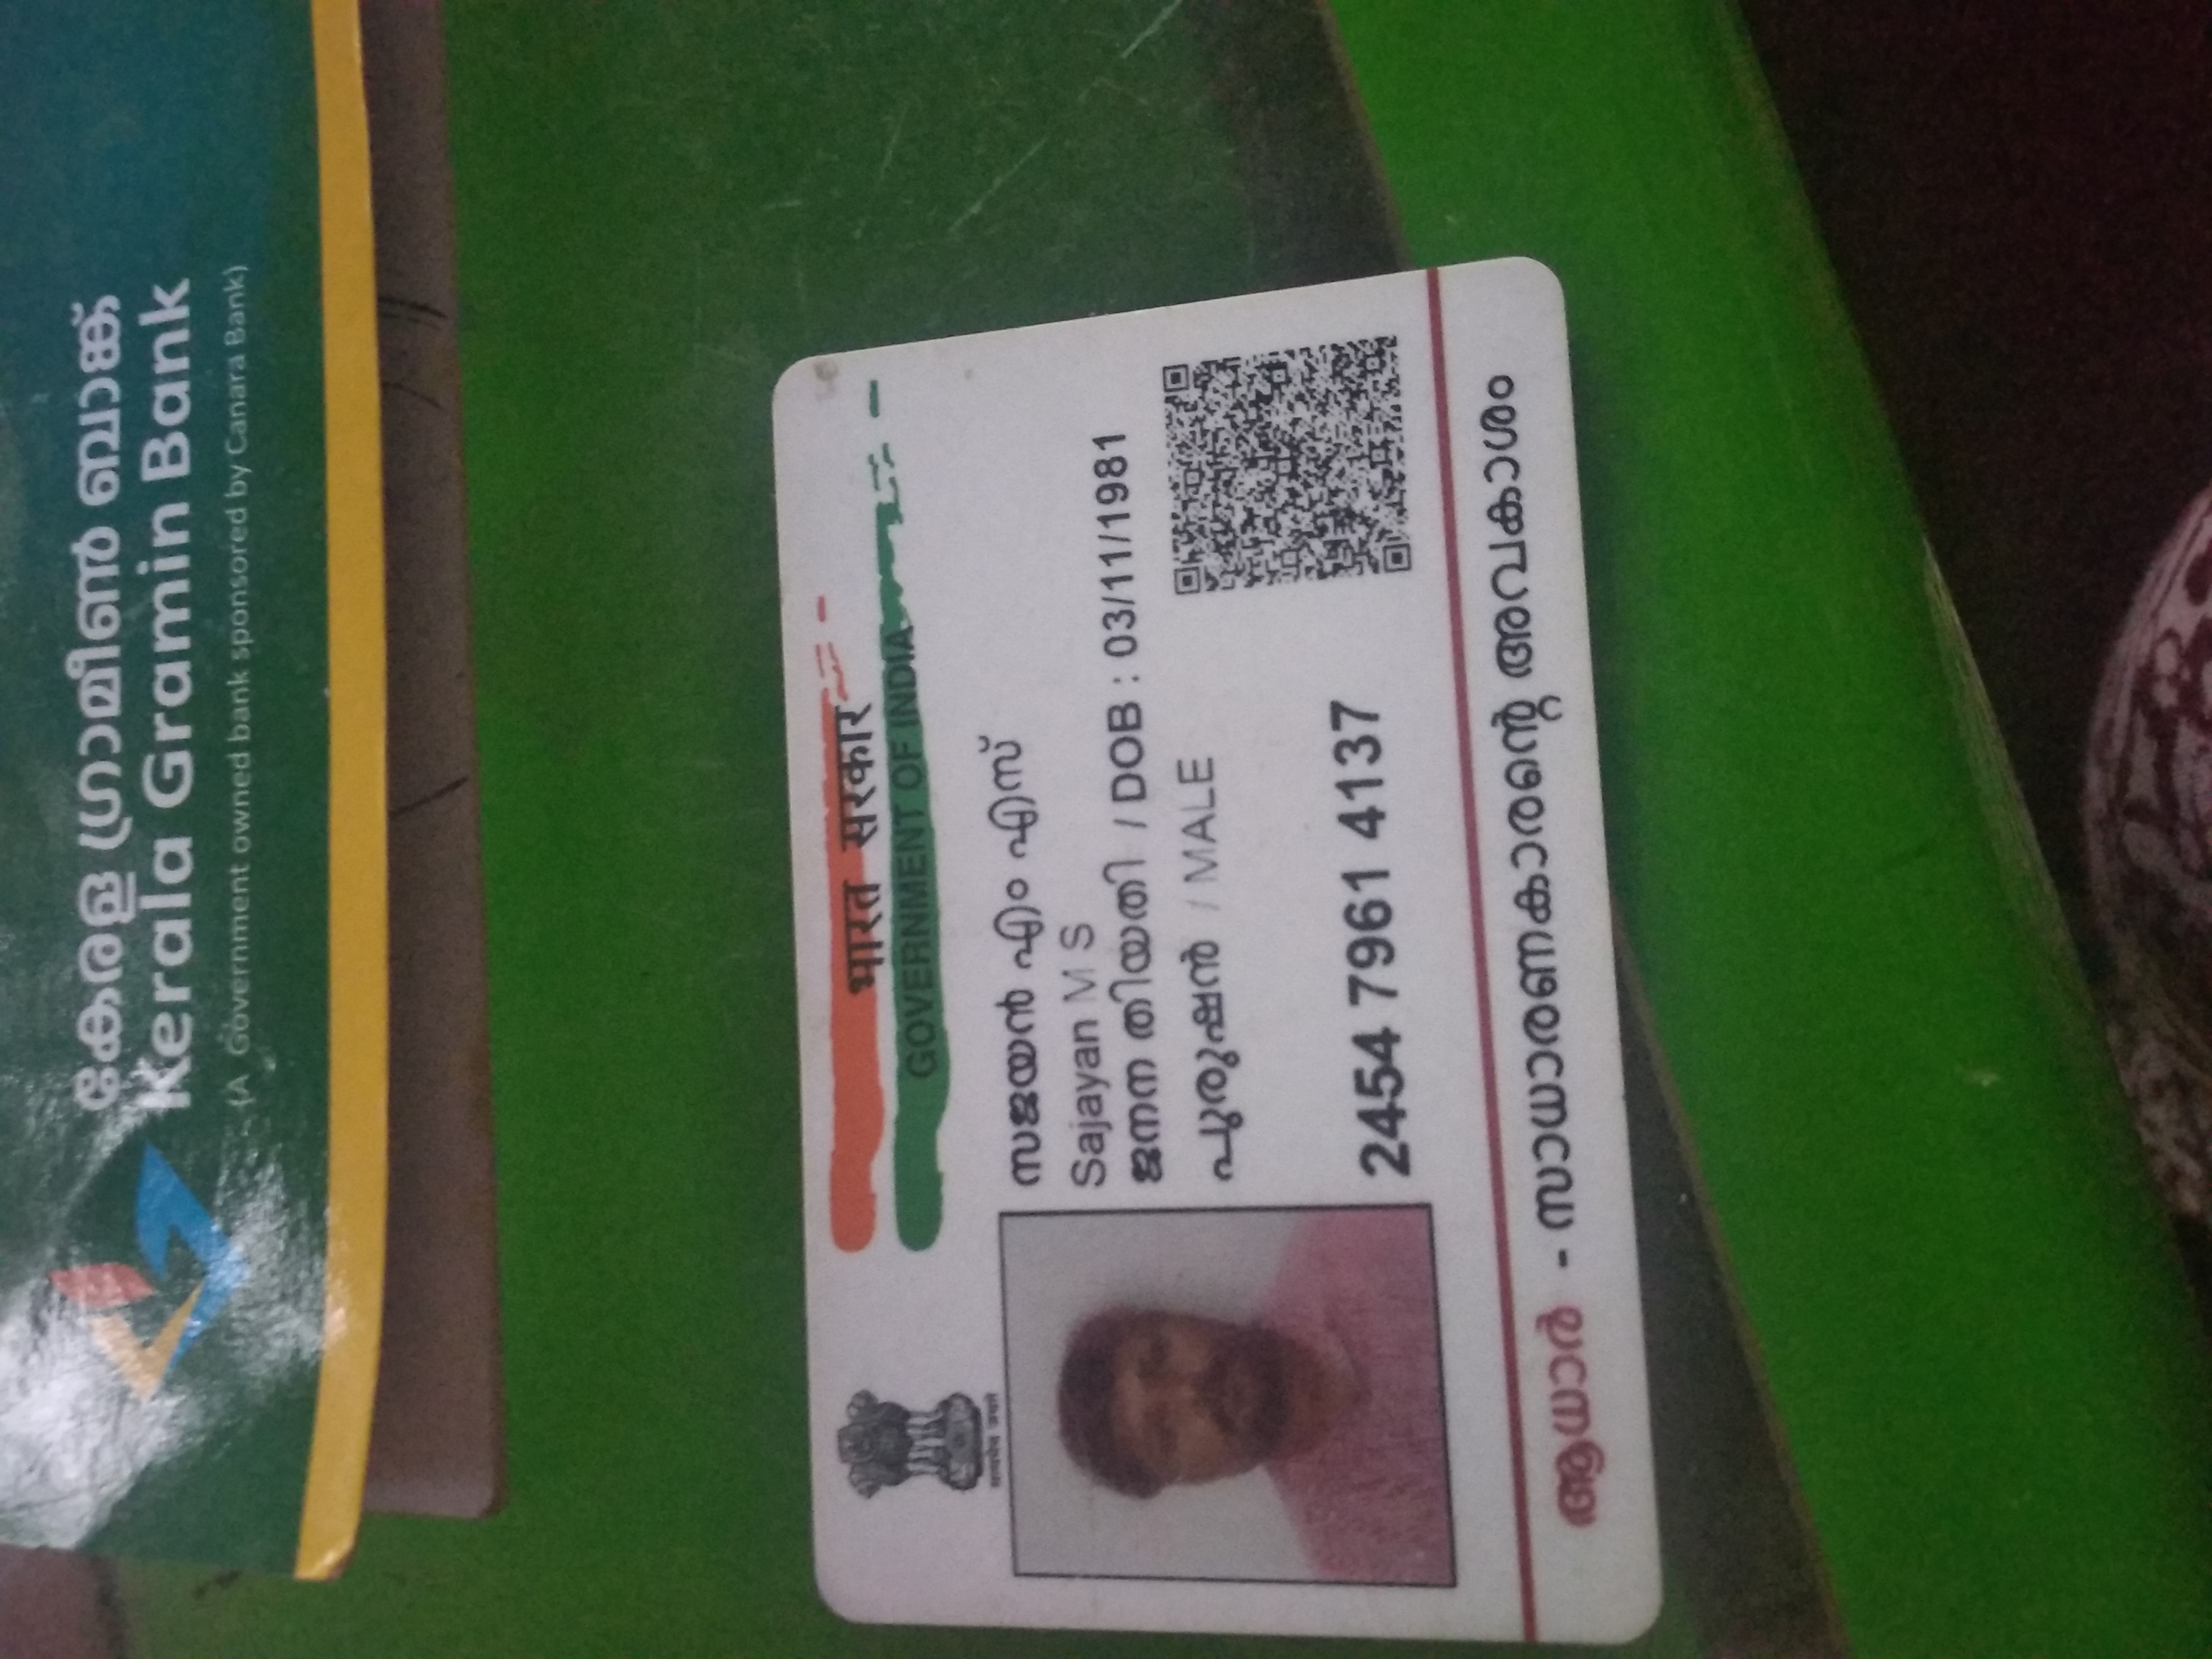 കേരള ഗ്രാമീൺ ബാങ്ക്
Kerala Gramin Bank
(A Government owned bank sponsored by Canara Bank)
भारत सरकार
GOVERNMENT OF INDIA
सत्यमेव जयते
സജയൻ എം എസ്
Sajayan M S
ജനന തിയതി / DOB : 03/11/1981
പുരുഷൻ / MALE
2454 7961 4137
ആധാർ - സാധാരണകാരന്റെ അവകാശം